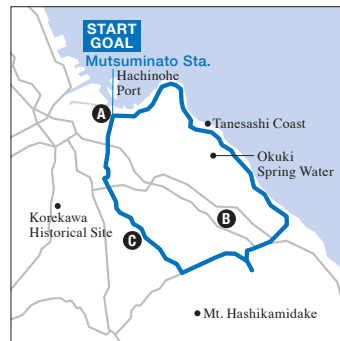 START
GOAL
Mutsuminato Sta.
Hachinohe
Port
A
Tanesashi Coast
Okuki
Spring Water
Korekawa
Historical Site
B
C
Mt. Hashikamidake